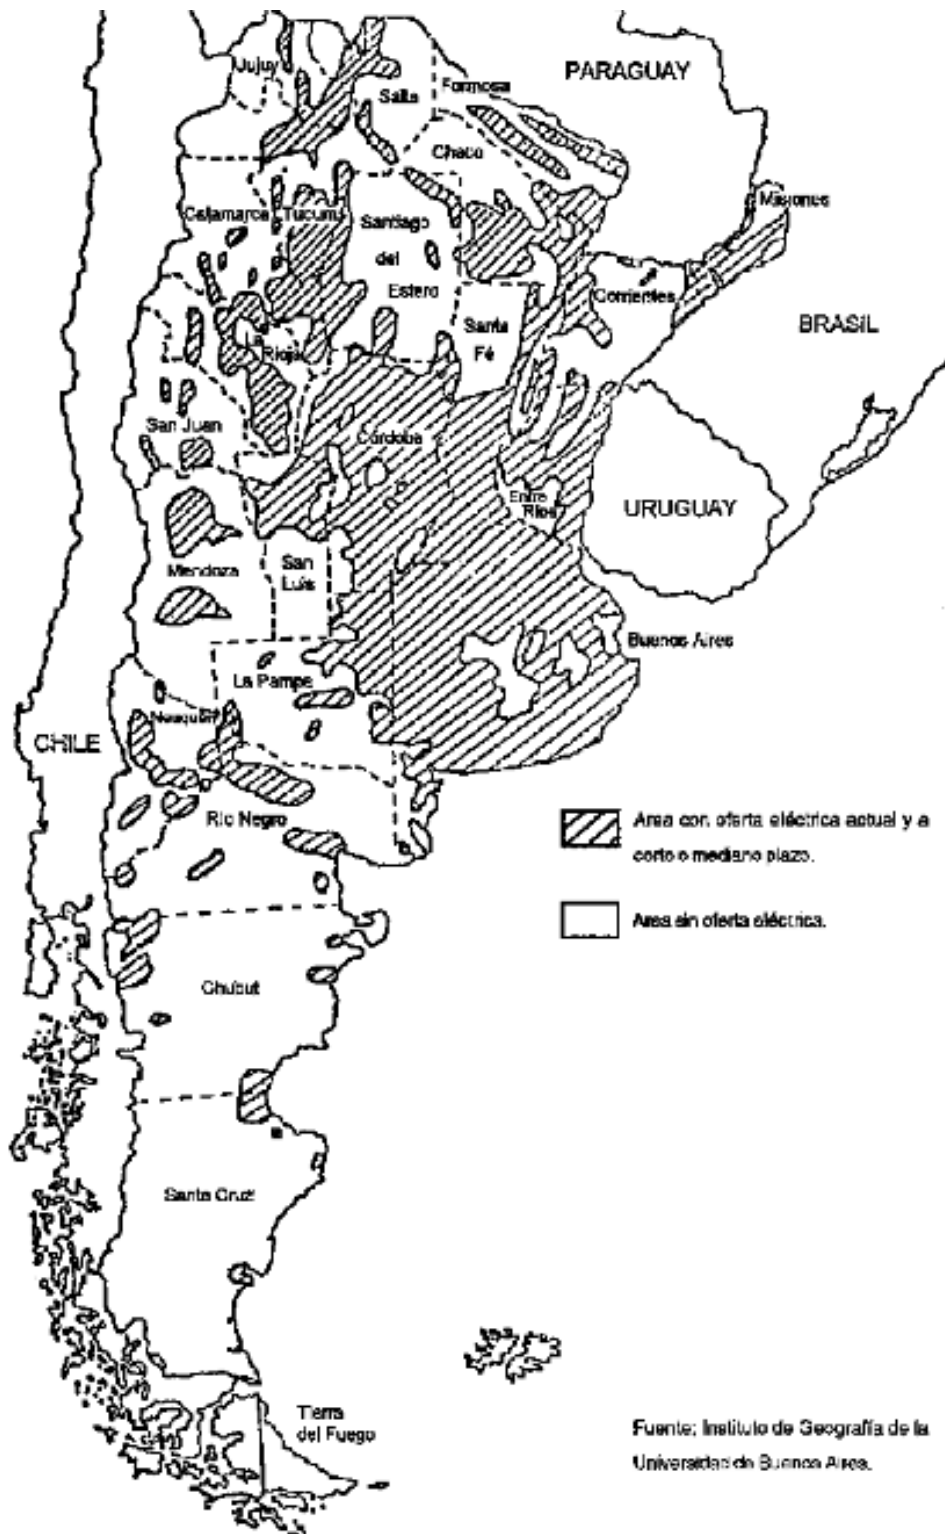 Jujuy
PARAGUAY
Formosa
Salta
Chaco
Misiones
Catamarca
Tucumá
Santiago
del
Estero
Corrientes
BRASIL
Santa
Fé
La
Rioja
San Juan
Córdoba
Entre
Ríos
URUGUAY
San
Luis
Mendoza
Buenos Aires
La Pampe
Neuquén
CHILE
Río Negro
Area con oferta eléctrica actual y a
corto o mediano plazo.
Area sin oferta eléctrica.
Chubut
Santa Cruz
Tierra
del Fuego
Fuente: Instituto de Geografía de la
Universidad de Buenos Aires.